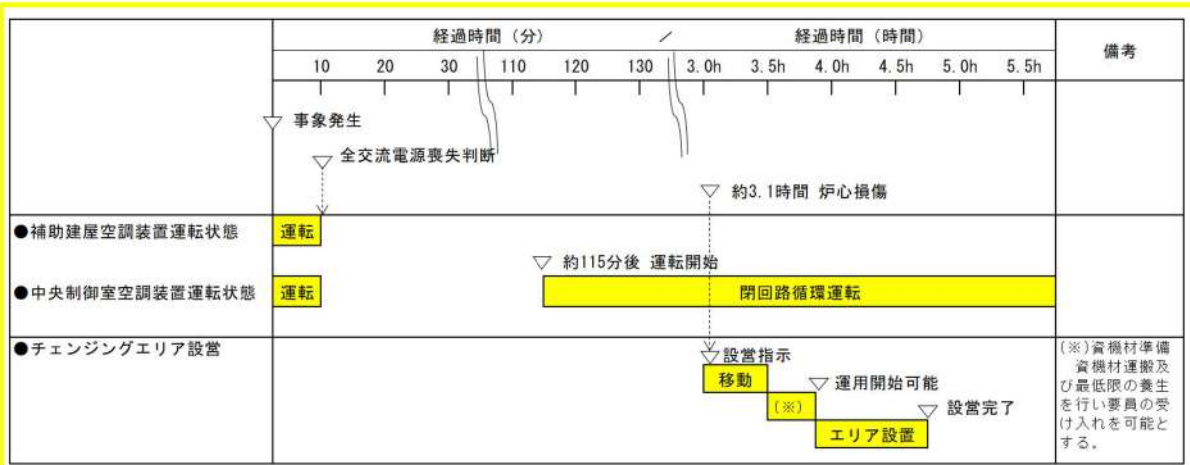 経過時間（分） ／ 経過時間（時間） 備考
10 20 30 110 120 130 3.0h 3.5h 4.0h 4.5h 5.0h 5.5h
▽ 事象発生
▽ 全交流電源喪失判断
▽ 約3.1時間 炉心損傷
●補助建屋空調装置運転状態 運転
▽ 約115分後 運転開始
●中央制御室空調装置運転状態 運転 閉回路循環運転
●チェンジングエリア設営
▽設営指示
移動 ▽ 運用開始可能
(※) ▽ 設営完了
エリア設置
(※)資機材準備
資機材運搬及
び最低限の養生
を行い要員の受
け入れを可能と
する。